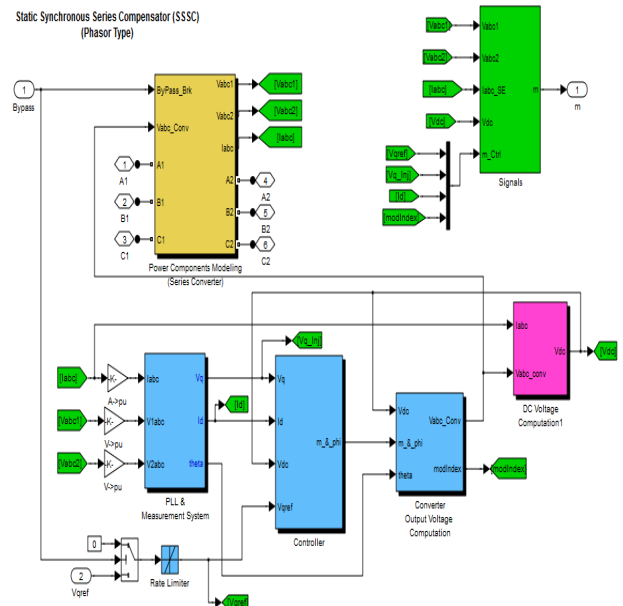 Static Synchronous Series Compensator (SSSC)
(Phasor Type)
1
Bypass
ByPass_Brk
Vabc_Conv
A1
B1
C1
Vabc1
Vabc2
Iabc
A2
B2
C2
[Vabc1]
[Vabc2]
[Iabc]
1
A1
2
B1
3
C1
4
A2
5
B2
6
C2
Power Components Modelling
(Series Converter)
[Vabc1]
[Vabc2]
[Iabc]
[Vdc]
[Vqref]
[Vq_Inj]
[Id]
[modIndex]
Vabc1
Vabc2
Iabc_SE
Vdc
m_Ctrl
m
Signals
1
m
[Iabc]
[Vabc1]
[Vabc2]
-K-
A->pu
-K-
V->pu
-K-
V->pu
Iabc
V1abc
V2abc
Vq
Id
theta
PLL &
Measurement System
[Vq_Inj]
[Id]
Vq
Id
Vdc
Vqref
m_&_phi
Controller
Vdc
m_&_phi
theta
Vabc_Conv
modIndex
Converter
Output Voltage
Computation
[modIndex]
Iabc
Vabc_conv
Vdc
DC Voltage
Computation1
[Vdc]
0
2
Vqref
Rate Limiter
[Vqref]